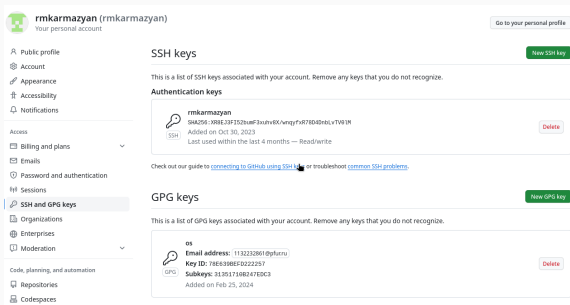 rmkarmazyan (rmkarmazyan)
Your personal account
Go to your personal profile
Public profile
Account
Appearance
Accessibility
Notifications
Access
Billing and plans
Emails
Password and authentication
Sessions
SSH and GPG keys
Organizations
Enterprises
Moderation
Code, planning, and automation
Repositories
Codespaces
SSH keys
New SSH key
This is a list of SSH keys associated with your account. Remove any keys that you do not recognize.
Authentication keys
rmkarmazyan
SSH
Added on Oct 30, 2023
Last used within the last 4 months — Read/write
Delete
Check out our guide to connecting to GitHub using SSH keys or troubleshoot common SSH problems.
GPG keys
New GPG key
This is a list of GPG keys associated with your account. Remove any keys that you do not recognize.
os
Email address: 1132232861@pfu.ru
Key ID: 78E639BEFD222257
GPG
Subkeys: 31351710B247EDC3
Delete
Added on Feb 25, 2024